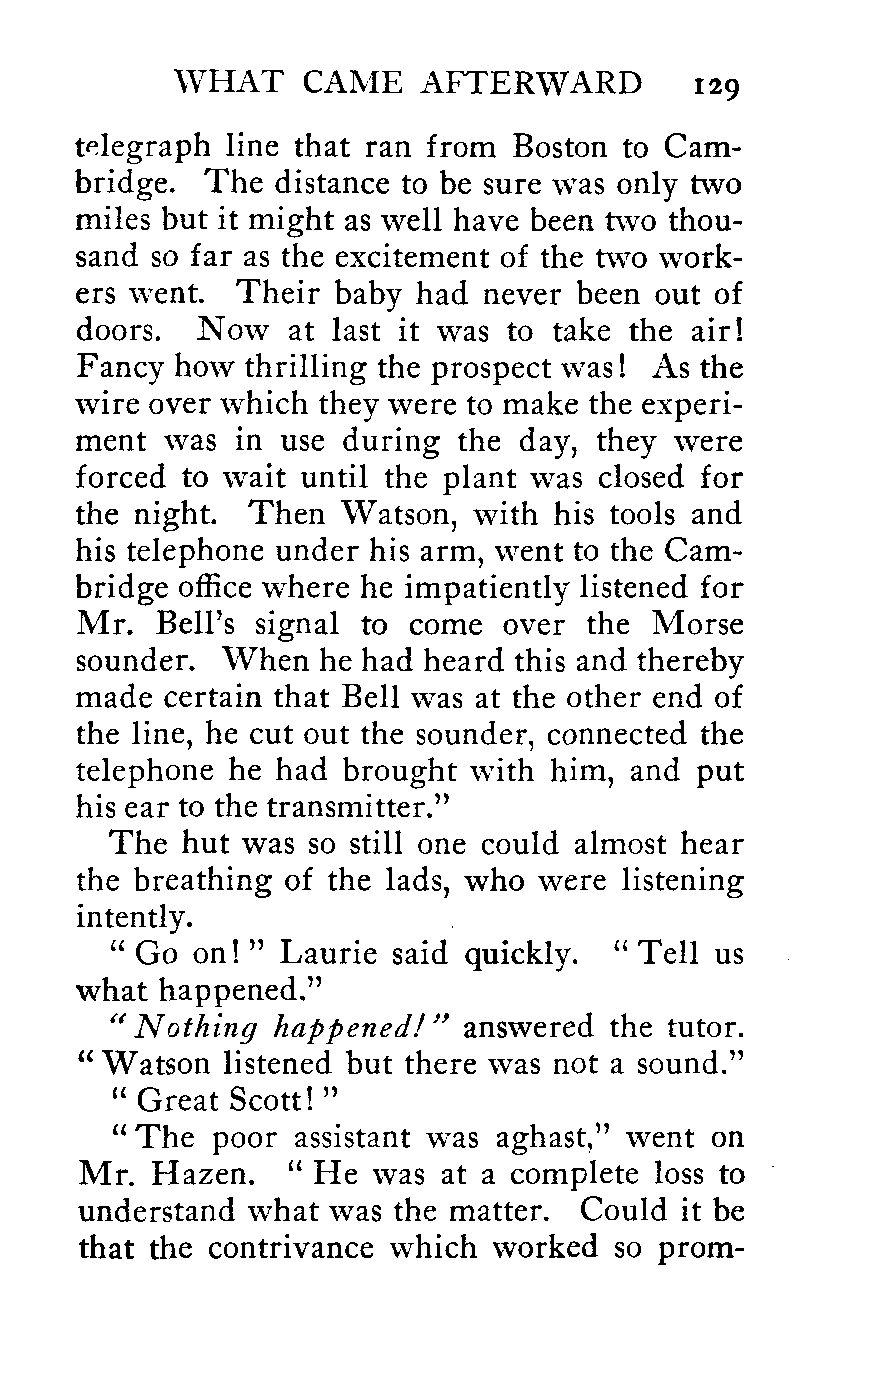 WHAT CAME AFTERWARD 129
telegraph line that ran from Boston to Cam-
bridge. The distance to be sure was only two
miles but it might as well have been two thou-
sand so far as the excitement of the two work-
ers went. Their baby had never been out of
doors. Now at last it was to take the air!
Fancy how thrilling the prospect was! As the
wire over which they were to make the experi-
ment was in use during the day, they were
forced to wait until the plant was closed for
the night. Then Watson, with his tools and
his telephone under his arm, went to the Cam-
bridge office where he impatiently listened for
Mr. Bell's signal to come over the Morse
sounder. When he had heard this and thereby
made certain that Bell was at the other end of
the line, he cut out the sounder, connected the
telephone he had brought with him, and put
his ear to the transmitter."
The hut was so still one could almost hear
the breathing of the lads, who were listening
intently.
"Go on!" Laurie said quickly. "Tell us
what happened."
"Nothing happened!" answered the tutor.
"Watson listened but there was not a sound."
"Great Scott!"
"The poor assistant was aghast," went on
Mr. Hazen. "He was at a complete loss to
understand what was the matter. Could it be
that the contrivance which worked so prom-